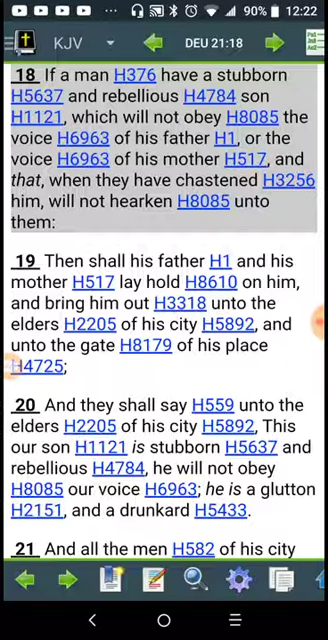 90% 12:22
KJV DEU 21:18
18 If a man H376 have a stubborn
H5637 and rebellious H4784 son
H1121, which will not obey H8085 the
voice H6963 of his father H1, or the
voice H6963 of his mother H517, and
that, when they have chastened H3256
him, will not hearken H8085 unto
them:
19 Then shall his father H1 and his
mother H517 lay hold H8610 on him,
and bring him out H3318 unto the
elders H2205 of his city H5892, and
unto the gate H8179 of his place
H4725;
20 And they shall say H559 unto the
elders H2205 of his city H5892, This
our son H1121 is stubborn H5637 and
rebellious H4784, he will not obey
H8085 our voice H6963; he is a glutton
H2151, and a drunkard H5433.
21 And all the men H582 of his city